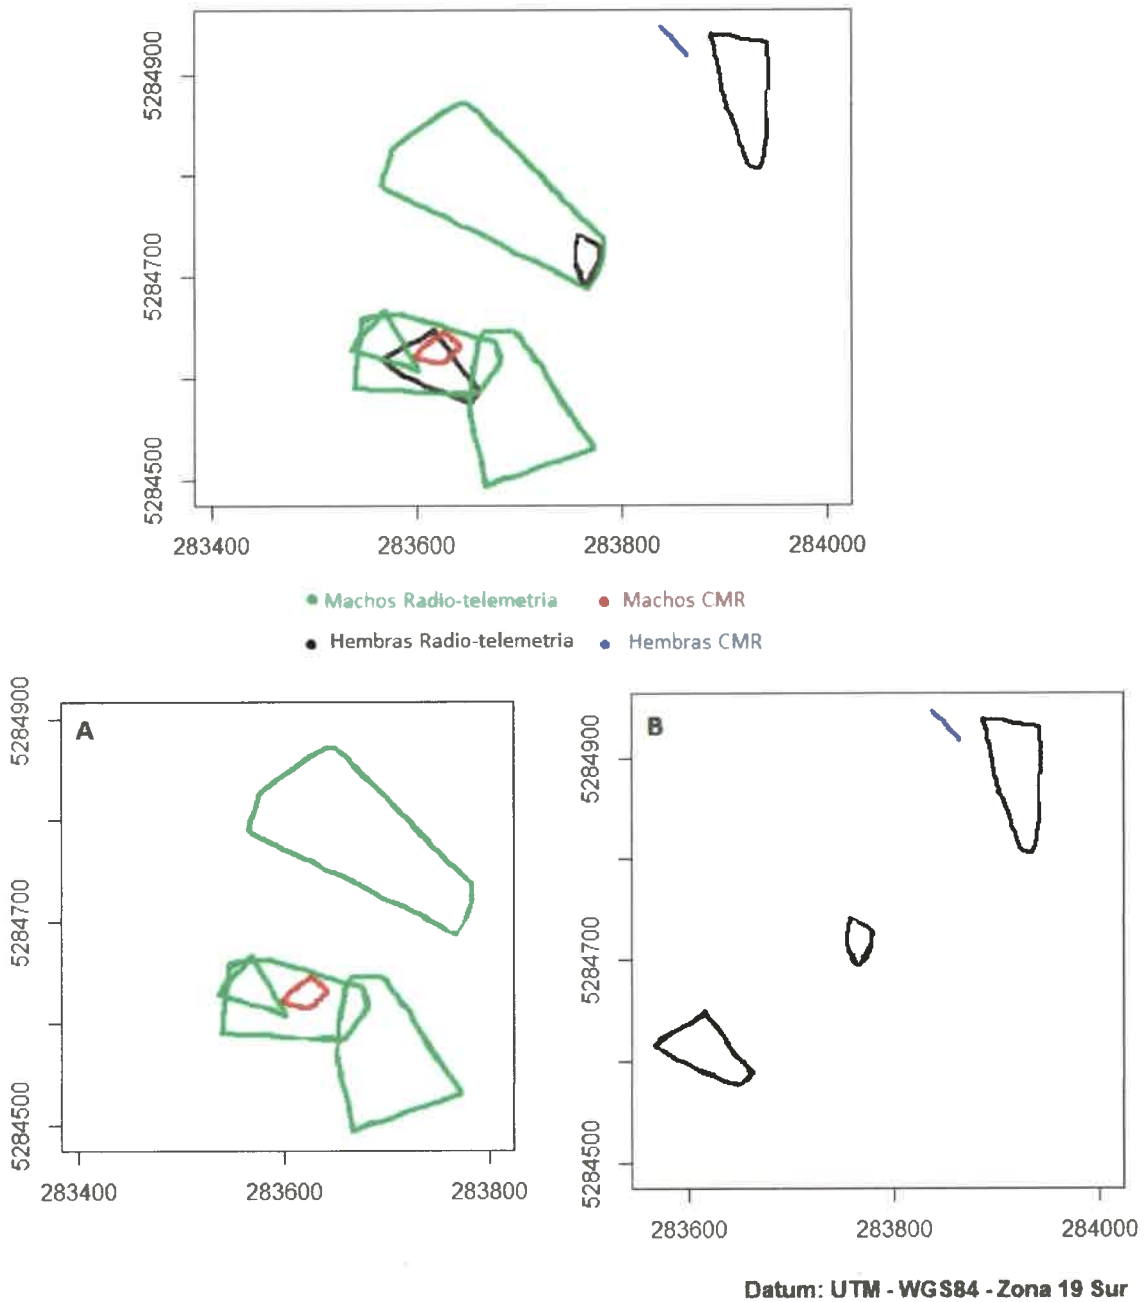 5284900
5284700
5284500
283400 283600 283800 284000
Machos Radio-telemetria Machos CMR
Hembras Radio-telemetria Hembras CMR
A
5284900
5284700
5284500
283400 283600 283800
B
5284900
5284700
5284500
283600 283800 284000
Datum: UTM - WGS84 - Zona 19 Sur